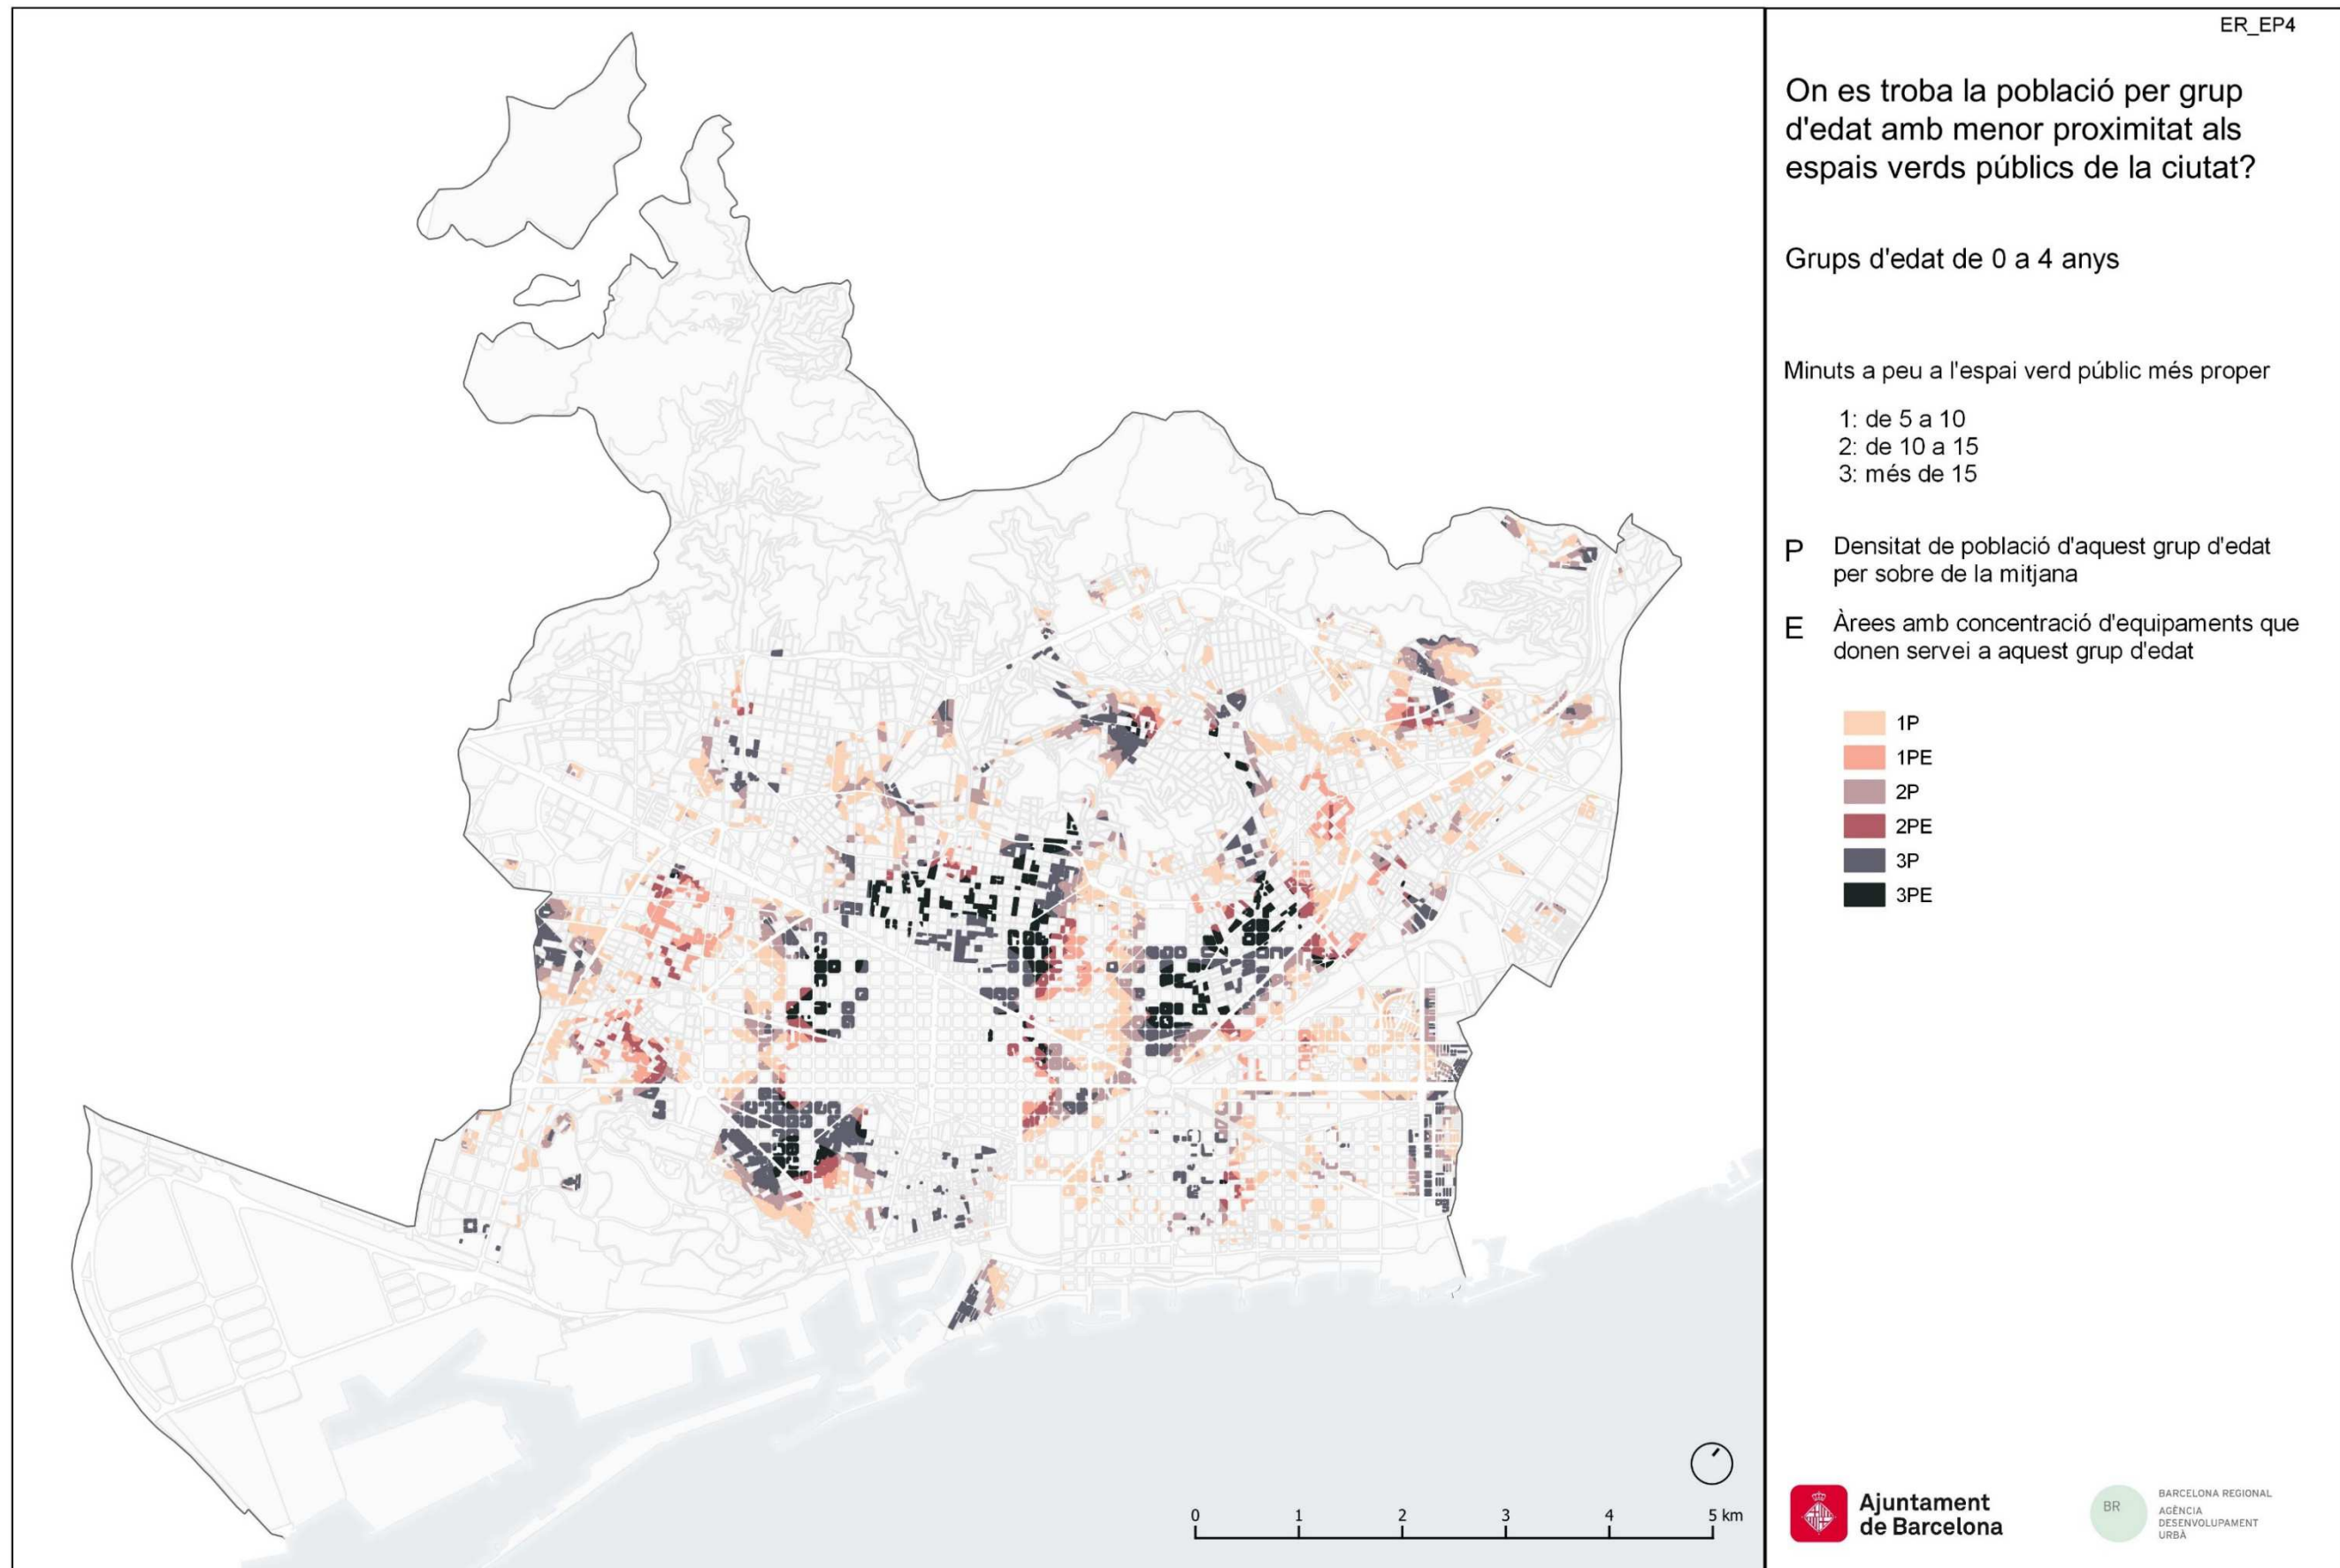 ER_EP4
On es troba la població per grup
d'edat amb menor proximitat als
espais verds públics de la ciutat?
Grups d'edat de 0 a 4 anys
Minuts a peu a l'espai verd públic més proper
1: de 5 a 10
2: de 10 a 15
3: més de 15
P Densitat de població d'aquest grup d'edat
per sobre de la mitjana
E Àrees amb concentració d'equipaments que
donen servei a aquest grup d'edat
1P
1PE
2P
2PE
3P
3PE
0 1 2 3 4 5 km
Ajuntament
de Barcelona
BR
BARCELONA REGIONAL
AGÈNCIA
DESENVOLUPAMENT
URBÀ